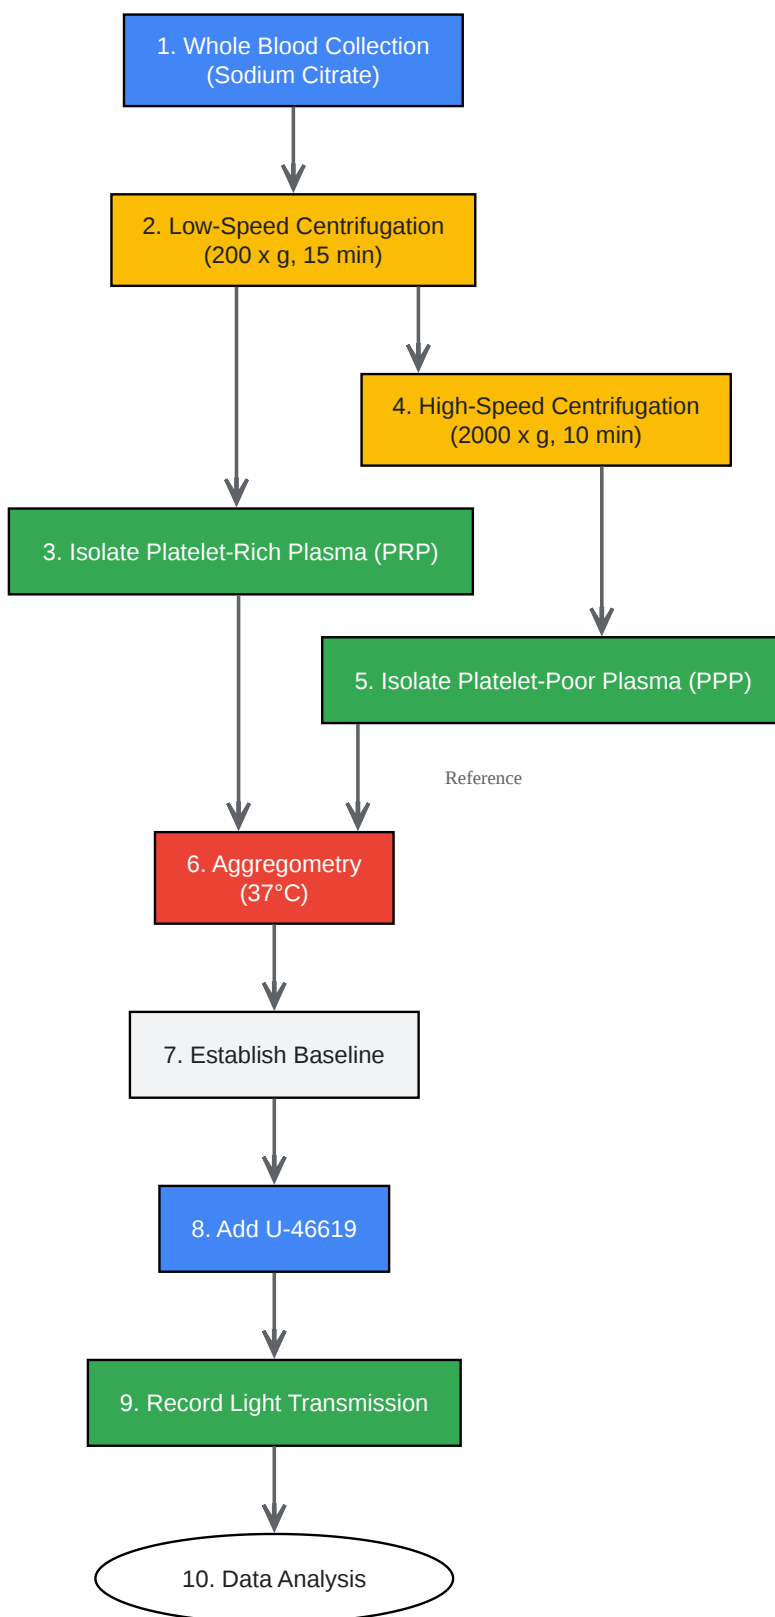 1. Whole Blood Collection
(Sodium Citrate)
2. Low-Speed Centrifugation
(200 x g, 15 min)
4. High-Speed Centrifugation
(2000 x g, 10 min)
3. Isolate Platelet-Rich Plasma (PRP)
5. Isolate Platelet-Poor Plasma (PPP)
Reference
6. Aggregometry
(37°C)
7. Establish Baseline
8. Add U-46619
9. Record Light Transmission
10. Data Analysis